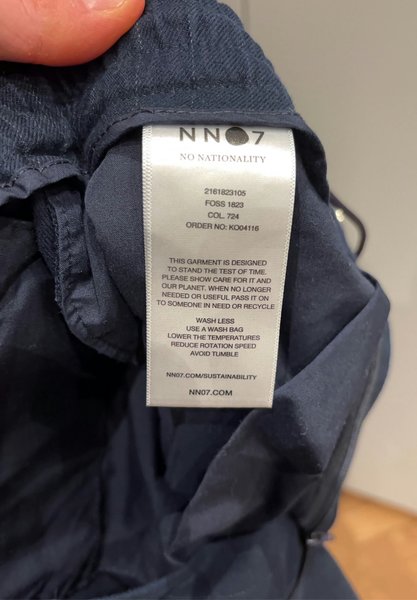 NN07
NO NATIONALITY
2161823105
FOSS 1823
COL. 724
ORDER NO: KO04116
THIS GARMENT IS DESIGNED
TO STAND THE TEST OF TIME.
PLEASE SHOW CARE FOR IT AND
OUR PLANET. WHEN NO LONGER
NEEDED OR USEFUL PASS IT ON
TO SOMEONE IN NEED OR RECYCLE
WASH LESS
USE A WASH BAG
LOWER THE TEMPERATURES
REDUCE ROTATION SPEED
AVOID TUMBLE
NN07.COM/SUSTAINABILITY
NN07.COM